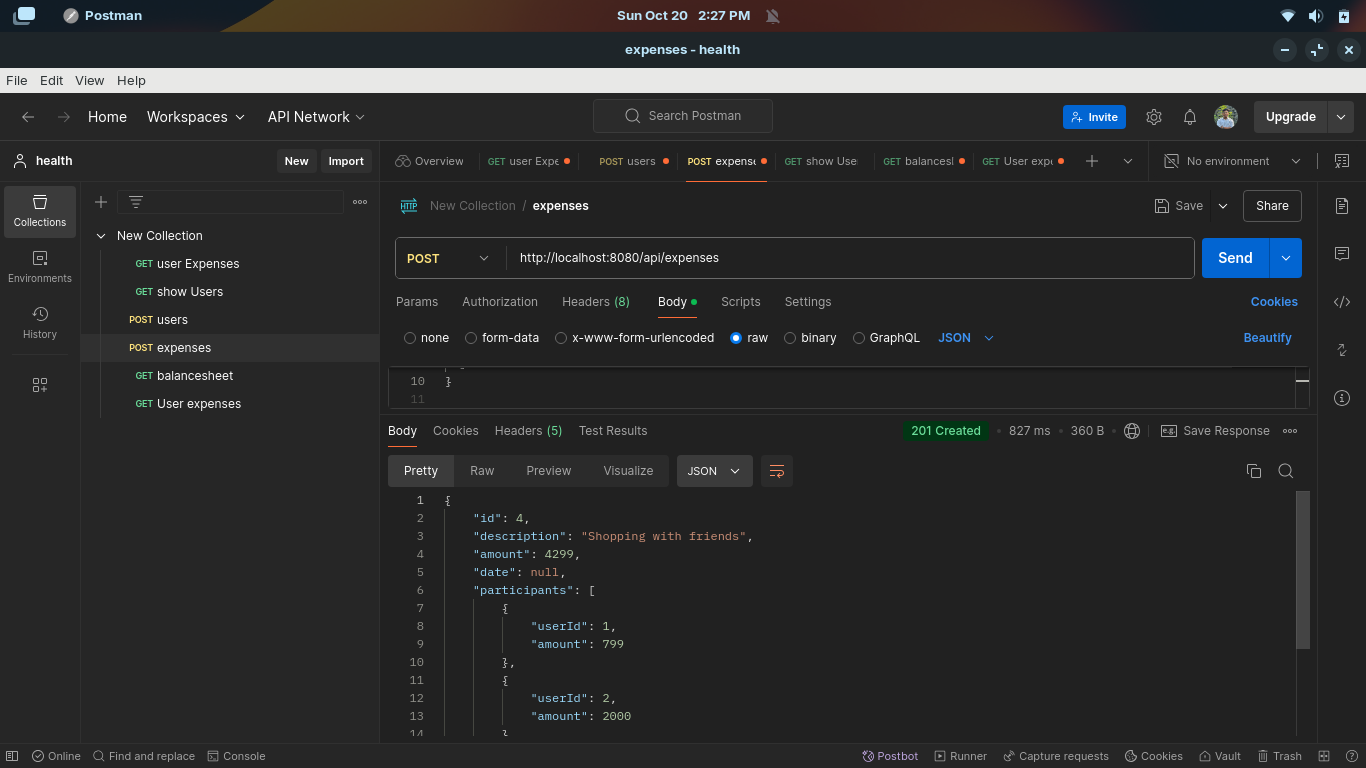 Postman
Sun Oct 20 2:27 PM
expenses - health
File Edit View Help
Home Workspaces API Network Search Postman Invite Upgrade
health New Import
Overview GET user Expe POST users POST expense GET show Use GET balancesl GET User expe No environment
Collections
Environments
History
New Collection
GET user Expenses
GET show Users
POST users
POST expenses
GET balancesheet
GET User expenses
HTTP New Collection / expenses Save Share
POST http://localhost:8080/api/expenses Send
Params Authorization Headers (8) Body Scripts Settings Cookies
none form-data x-www-form-urlencoded raw binary GraphQL JSON Beautify
10 }
11
Body Cookies Headers (5) Test Results 201 Created 827 ms 360 B e.g. Save Response
Pretty Raw Preview Visualize JSON
1 {
2 "id": 4,
3 "description": "Shopping with friends",
4 "amount": 4299,
5 "date": null,
6 "participants": [
7 {
8 "userId": 1,
9 "amount": 799
10 },
11 {
12 "userId": 2,
13 "amount": 2000
14 }
Online Find and replace Console Postbot Runner Capture requests Cookies Vault Trash